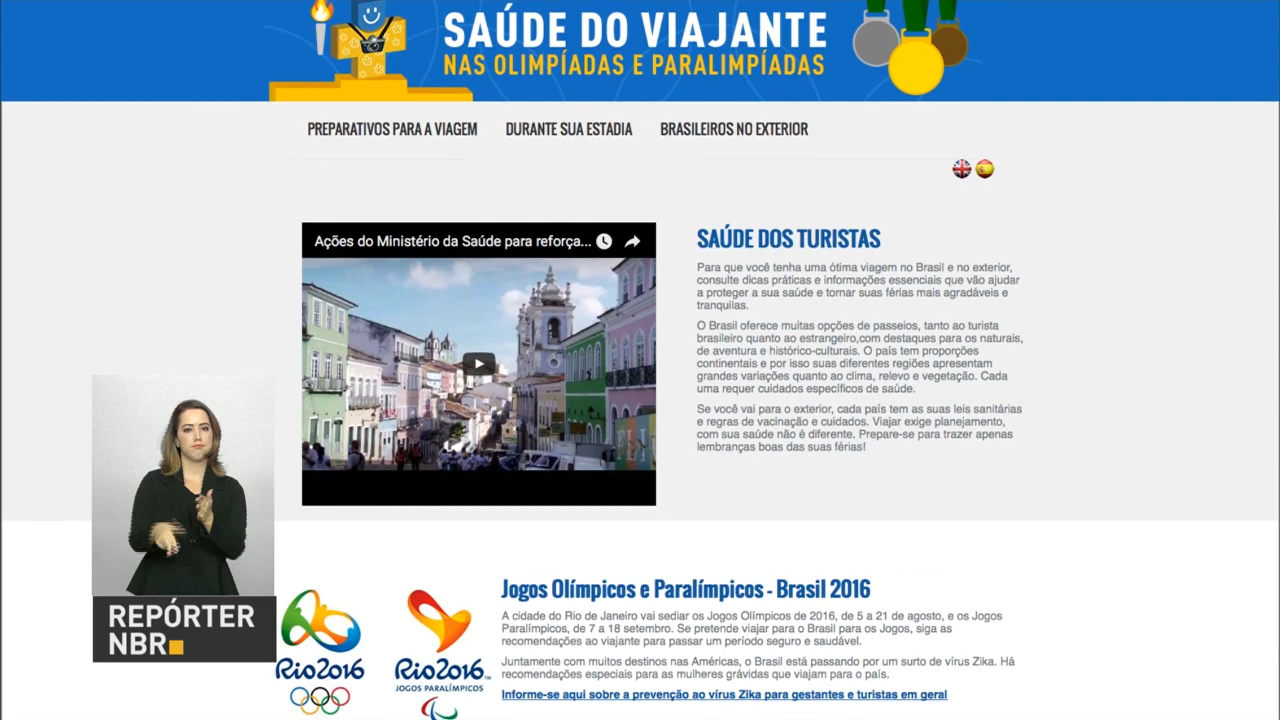 SAÚDE DO VIAJANTE
NAS OLIMPÍADAS E PARALIMPÍADAS
PREPARATIVOS PARA A VIAGEM
DURANTE SUA ESTADIA
BRASILEIROS NO EXTERIOR
Ações do Ministério da Saúde para reforça...
SAÚDE DOS TURISTAS
Para que você tenha uma ótima viagem no Brasil e no exterior,
consulte dicas práticas e informações essenciais que vão ajudar
a proteger a sua saúde e tornar suas férias mais agradáveis e
tranquilas.
O Brasil oferece muitas opções de passeios, tanto ao turista
brasileiro quanto ao estrangeiro,com destaques para os naturais,
de aventura e histórico-culturais. O país tem proporções
continentais e por isso suas diferentes regiões apresentam
grandes variações quanto ao clima, relevo e vegetação. Cada
uma requer cuidados específicos de saúde.
Se você vai para o exterior, cada país tem as suas leis sanitárias
e regras de vacinação e cuidados. Viajar exige planejamento,
com sua saúde não é diferente. Prepare-se para trazer apenas
lembranças boas das suas férias!
REPÓRTER
NBR
Rio2016
Rio2016
JOGOS PARALÍMPICOS
Jogos Olímpicos e Paralímpicos - Brasil 2016
A cidade do Rio de Janeiro vai sediar os Jogos Olímpicos de 2016, de 5 a 21 de agosto, e os Jogos
Paralímpicos, de 7 a 18 setembro. Se pretende viajar para o Brasil para os Jogos, siga as
recomendações ao viajante para passar um período seguro e saudável.
Juntamente com muitos destinos nas Américas, o Brasil está passando por um surto de vírus Zika. Há
recomendações especiais para as mulheres grávidas que viajam para o país.
Informe-se aqui sobre a prevenção ao vírus Zika para gestantes e turistas em geral